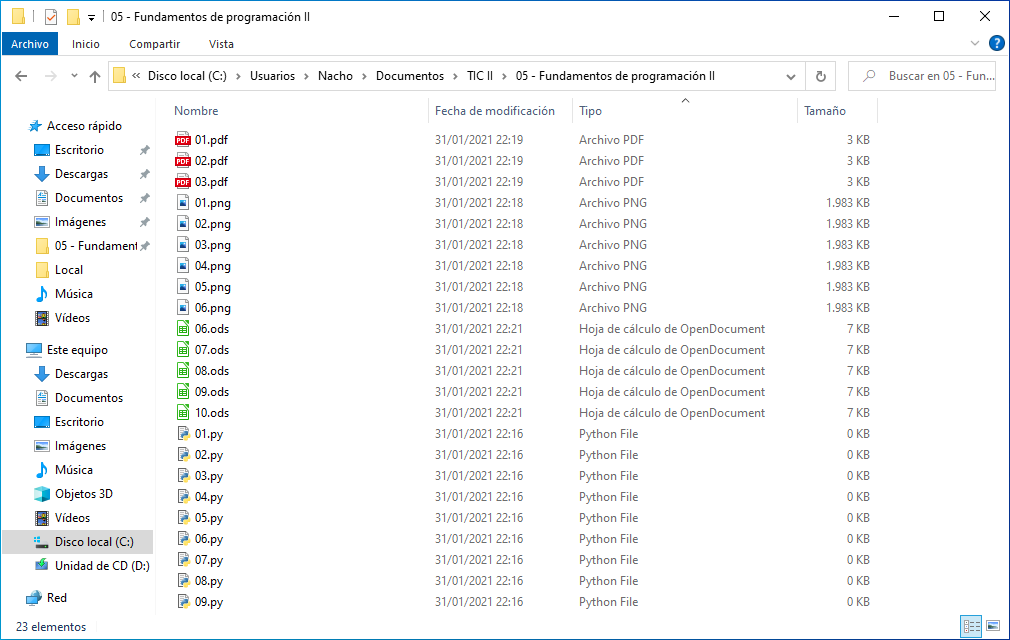 05 - Fundamentos de programación II
Archivo Inicio Compartir Vista
« Disco local (C:) › Usuarios › Nacho › Documentos › TIC II › 05 - Fundamentos de programación II Buscar en 05 - Fun...
Nombre Fecha de modificación Tipo Tamaño
Acceso rápido
Escritorio
Descargas
Documentos
Imágenes
05 - Fundament
Local
Música
Vídeos
Este equipo
Descargas
Documentos
Escritorio
Imágenes
Música
Objetos 3D
Vídeos
Disco local (C:)
Unidad de CD (D:)
Red
PDF 01.pdf 31/01/2021 22:19 Archivo PDF 3 KB
PDF 02.pdf 31/01/2021 22:19 Archivo PDF 3 KB
PDF 03.pdf 31/01/2021 22:19 Archivo PDF 3 KB
01.png 31/01/2021 22:18 Archivo PNG 1.983 KB
02.png 31/01/2021 22:18 Archivo PNG 1.983 KB
03.png 31/01/2021 22:18 Archivo PNG 1.983 KB
04.png 31/01/2021 22:18 Archivo PNG 1.983 KB
05.png 31/01/2021 22:18 Archivo PNG 1.983 KB
06.png 31/01/2021 22:18 Archivo PNG 1.983 KB
06.ods 31/01/2021 22:21 Hoja de cálculo de OpenDocument 7 KB
07.ods 31/01/2021 22:21 Hoja de cálculo de OpenDocument 7 KB
08.ods 31/01/2021 22:21 Hoja de cálculo de OpenDocument 7 KB
09.ods 31/01/2021 22:21 Hoja de cálculo de OpenDocument 7 KB
10.ods 31/01/2021 22:21 Hoja de cálculo de OpenDocument 7 KB
01.py 31/01/2021 22:16 Python File 0 KB
02.py 31/01/2021 22:16 Python File 0 KB
03.py 31/01/2021 22:16 Python File 0 KB
04.py 31/01/2021 22:16 Python File 0 KB
05.py 31/01/2021 22:16 Python File 0 KB
06.py 31/01/2021 22:16 Python File 0 KB
07.py 31/01/2021 22:16 Python File 0 KB
08.py 31/01/2021 22:16 Python File 0 KB
09.py 31/01/2021 22:16 Python File 0 KB
23 elementos